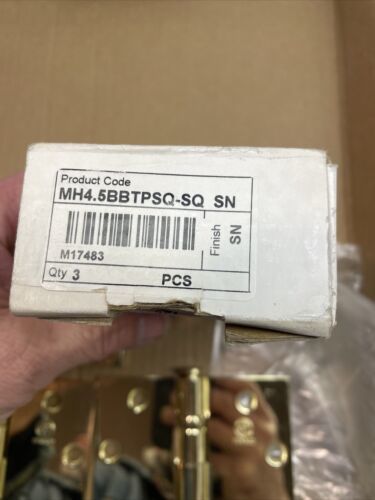 Product Code
MH4.5BBTPSQ-SQ SN
M17483
Finish
SN
Qty 3 PCS